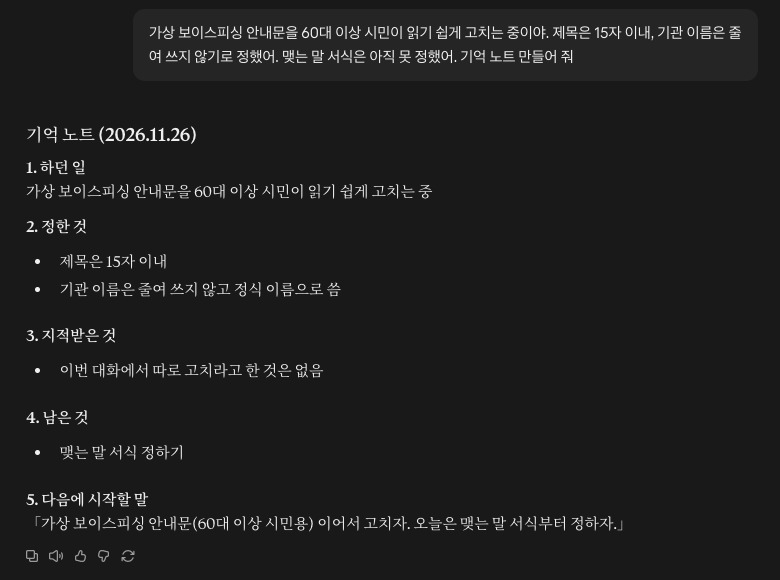 가상 보이스피싱 안내문을 60대 이상 시민이 읽기 쉽게 고치는 중이야. 제목은 15자 이내, 기관 이름은 줄
여 쓰지 않기로 정했어. 맺는 말 서식은 아직 못 정했어. 기억 노트 만들어 줘
기억 노트 (2026.11.26)
1. 하던 일
가상 보이스피싱 안내문을 60대 이상 시민이 읽기 쉽게 고치는 중
2. 정한 것
• 제목은 15자 이내
• 기관 이름은 줄여 쓰지 않고 정식 이름으로 씀
3. 지적받은 것
• 이번 대화에서 따로 고치라고 한 것은 없음
4. 남은 것
• 맺는 말 서식 정하기
5. 다음에 시작할 말
「가상 보이스피싱 안내문(60대 이상 시민용) 이어서 고치자. 오늘은 맺는 말 서식부터 정하자.」